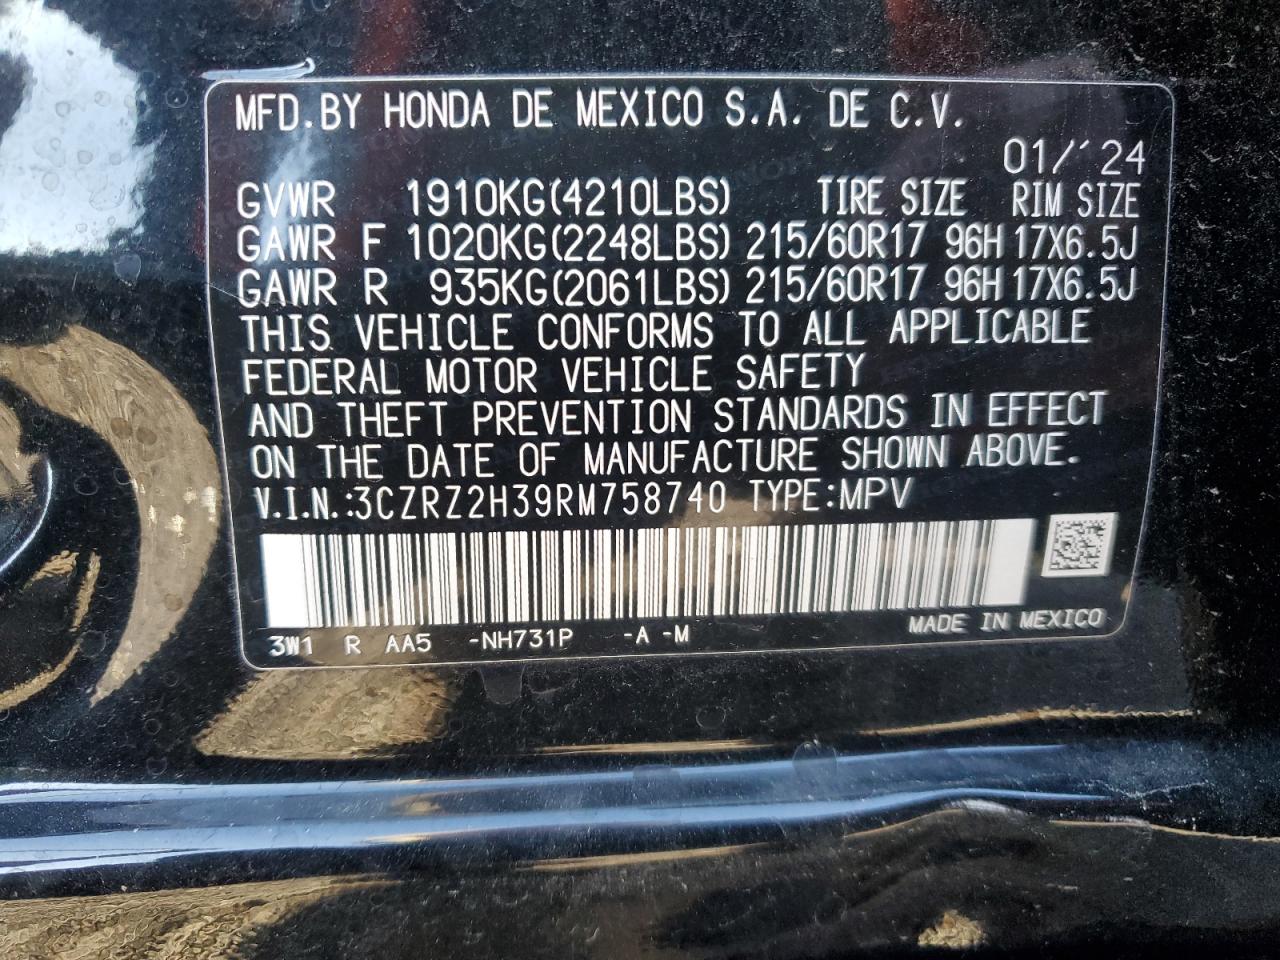 MFD.BY HONDA DE MEXICO S.A. DE C.V.
01/'24
GVWR 1910KG(4210LBS) TIRE SIZE RIM SIZE
GAWR F 1020KG(2248LBS) 215/60R17 96H 17X6.5J
GAWR R 935KG(2061LBS) 215/60R17 96H 17X6.5J
THIS VEHICLE CONFORMS TO ALL APPLICABLE
FEDERAL MOTOR VEHICLE SAFETY
AND THEFT PREVENTION STANDARDS IN EFFECT
ON THE DATE OF MANUFACTURE SHOWN ABOVE.
V.I.N.:3CZRZ2H39RM758740 TYPE:MPV
3W1 R AA5 -NH731P -A -M MADE IN MEXICO